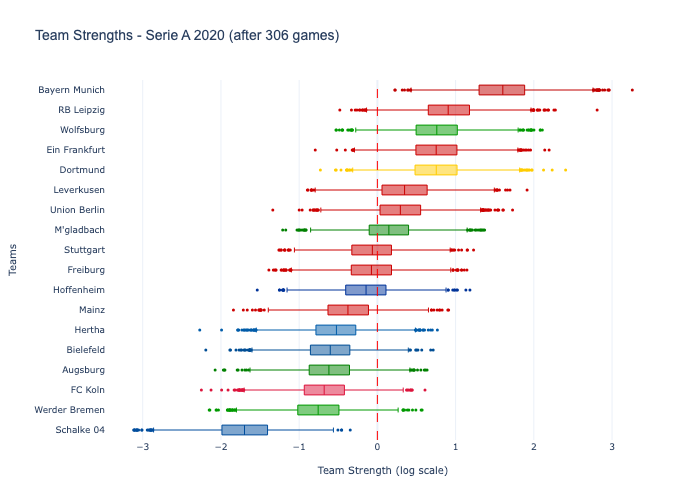 Team Strengths - Serie A 2020 (after 306 games)
Bayern Munich
RB Leipzig
Wolfsburg
Ein Frankfurt
Dortmund
Leverkusen
Union Berlin
M'gladbach
Stuttgart
Freiburg
Hoffenheim
Mainz
Hertha
Bielefeld
Augsburg
FC Koln
Werder Bremen
Schalke 04
Teams
−3 −2 −1 0 1 2 3
Team Strength (log scale)